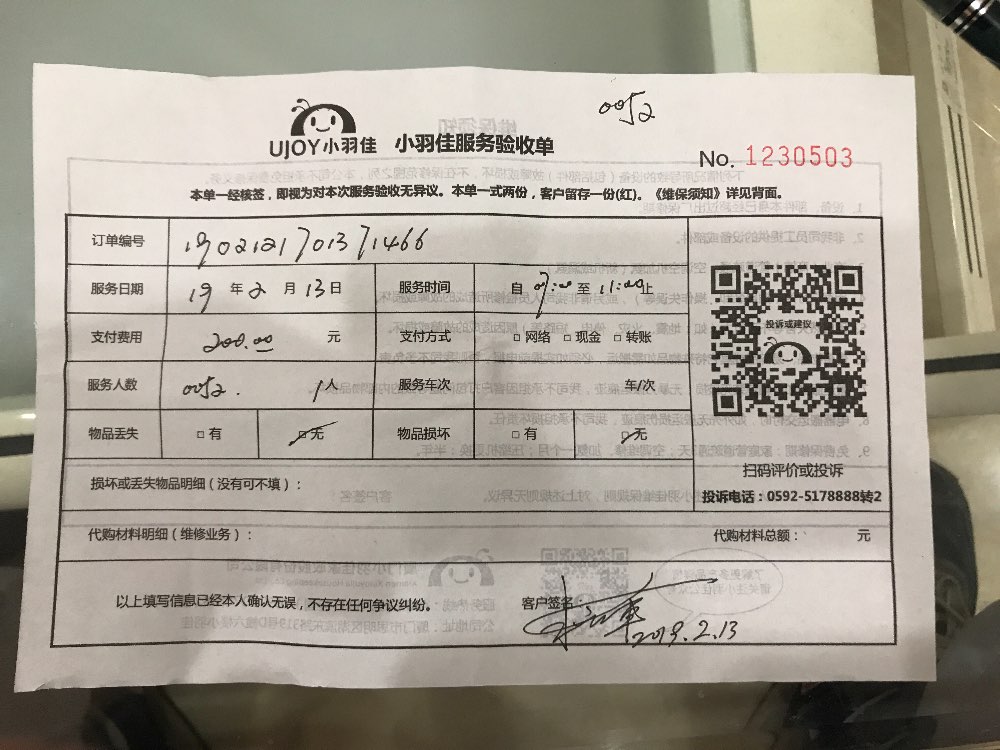 0052
UJOY小羽佳 小羽佳服务验收单
No. 1230503
本单一经核签，即视为对本次服务验收无异议。本单一式两份，客户留存一份(红)。《维保须知》详见背面。
订单编号 1902121701371466
服务日期 19 年 2 月 13 日 服务时间 自 09:00 至 11:00 止
支付费用 200.00 元 支付方式 □ 网络 □ 现金 □ 转账
投诉或建议
服务人数 0052. 1 人 服务车次 车/次
物品丢失 □ 有 □ 无 物品损坏 □ 有 □ 无
扫码评价或投诉
损坏或丢失物品明细（没有可不填）：
投诉电话：0592-5178888转2
代购材料明细（维修业务）： 代购材料总额： 元
以上填写信息已经本人确认无误，不存在任何争议纠纷。 客户签名：
2019.2.13